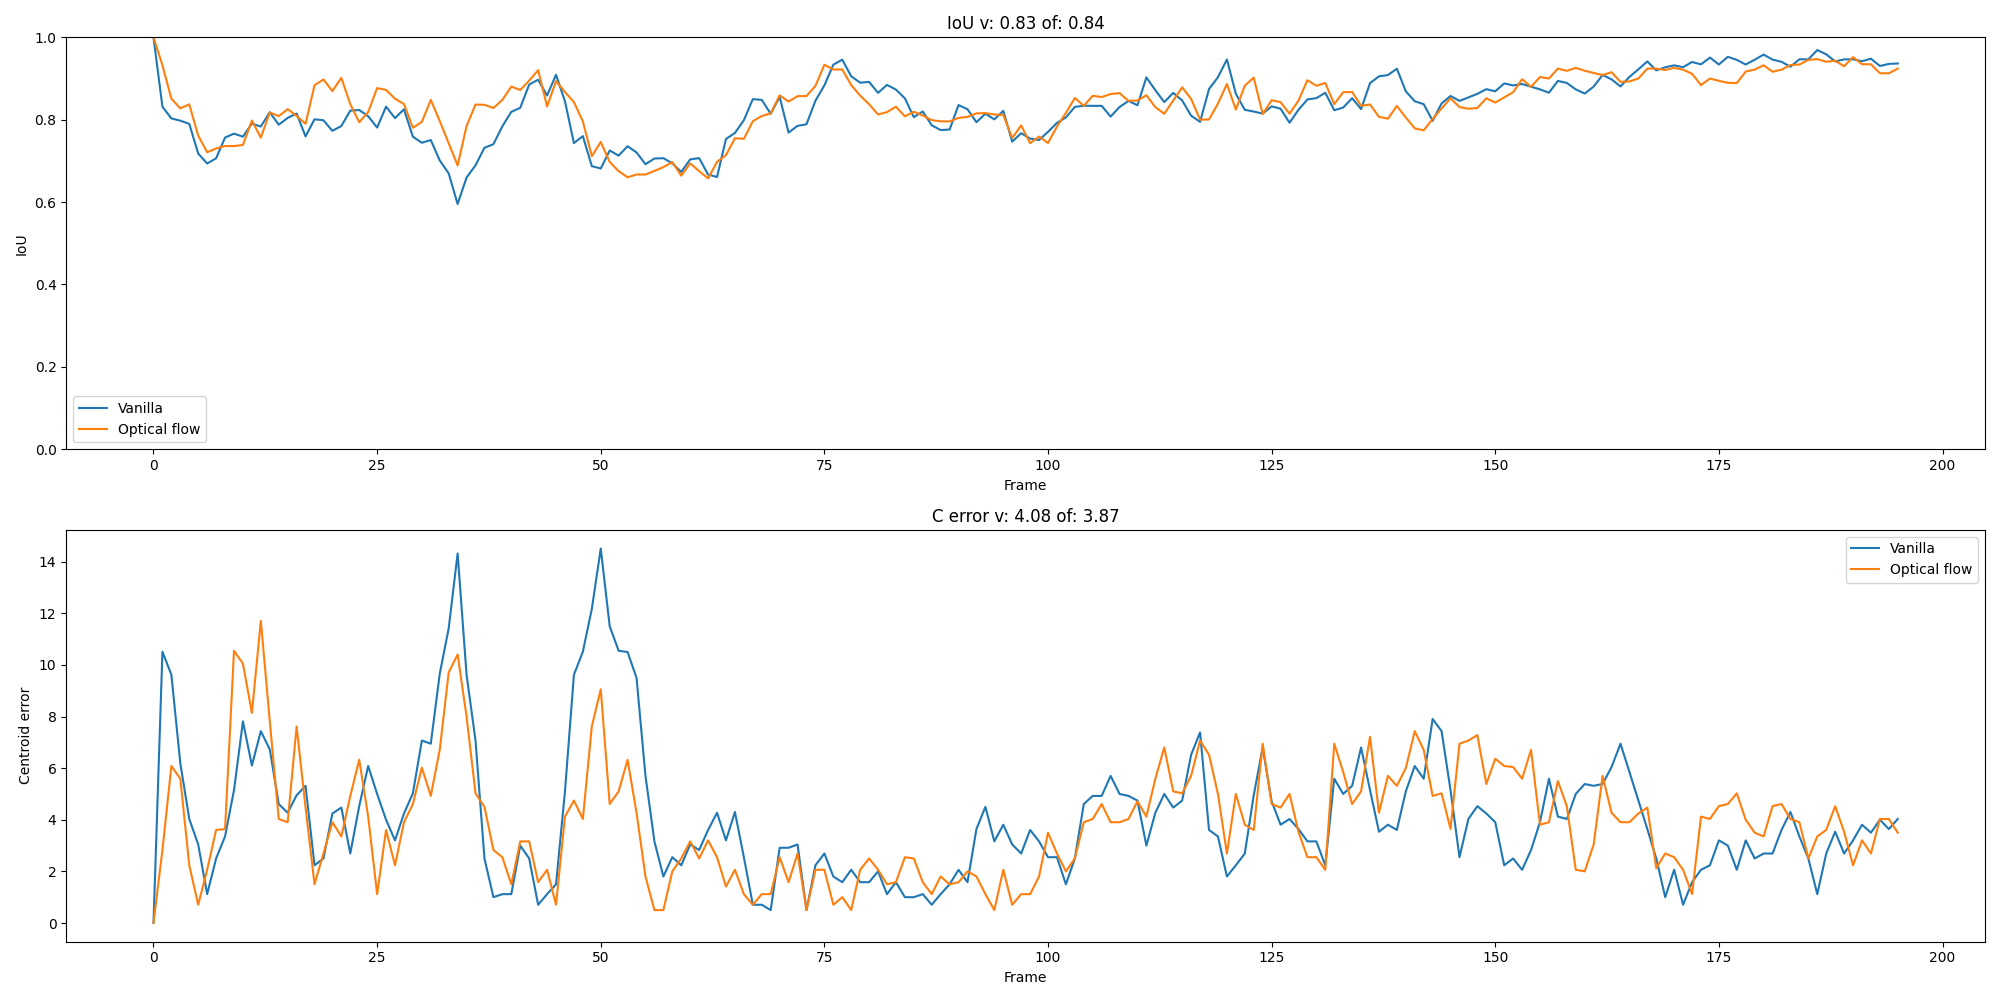 IoU v: 0.83 of: 0.84
IoU
1.0
0.8
0.6
0.4
0.2
0.0
Vanilla
Optical flow
0 25 50 75 100 125 150 175 200
Frame
C error v: 4.08 of: 3.87
Centroid error
14
12
10
8
6
4
2
0
Vanilla
Optical flow
0 25 50 75 100 125 150 175 200
Frame